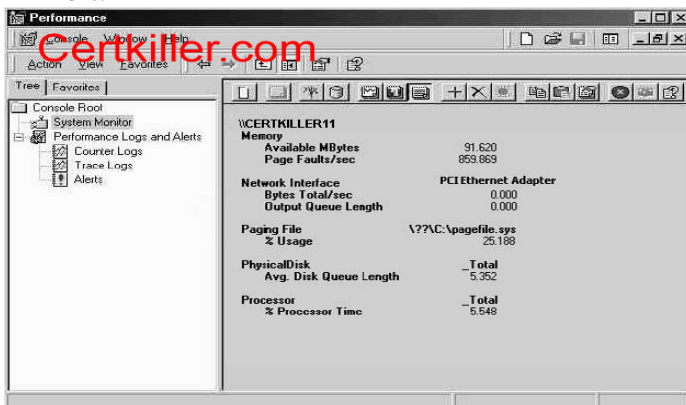 Performance
Console Window Help
Certkiller.com
Action View Favorites
Tree Favorites
Console Root
System Monitor
Performance Logs and Alerts
Counter Logs
Trace Logs
Alerts
\\CERTKILLER11
Memory
Available MBytes 91.620
Page Faults/sec 859.869
Network Interface PCI Ethernet Adapter
Bytes Total/sec 0.000
Output Queue Length 0.000
Paging File \??\C:\pagefile.sys
% Usage 25.188
PhysicalDisk _Total
Avg. Disk Queue Length 5.352
Processor _Total
% Processor Time 5.548